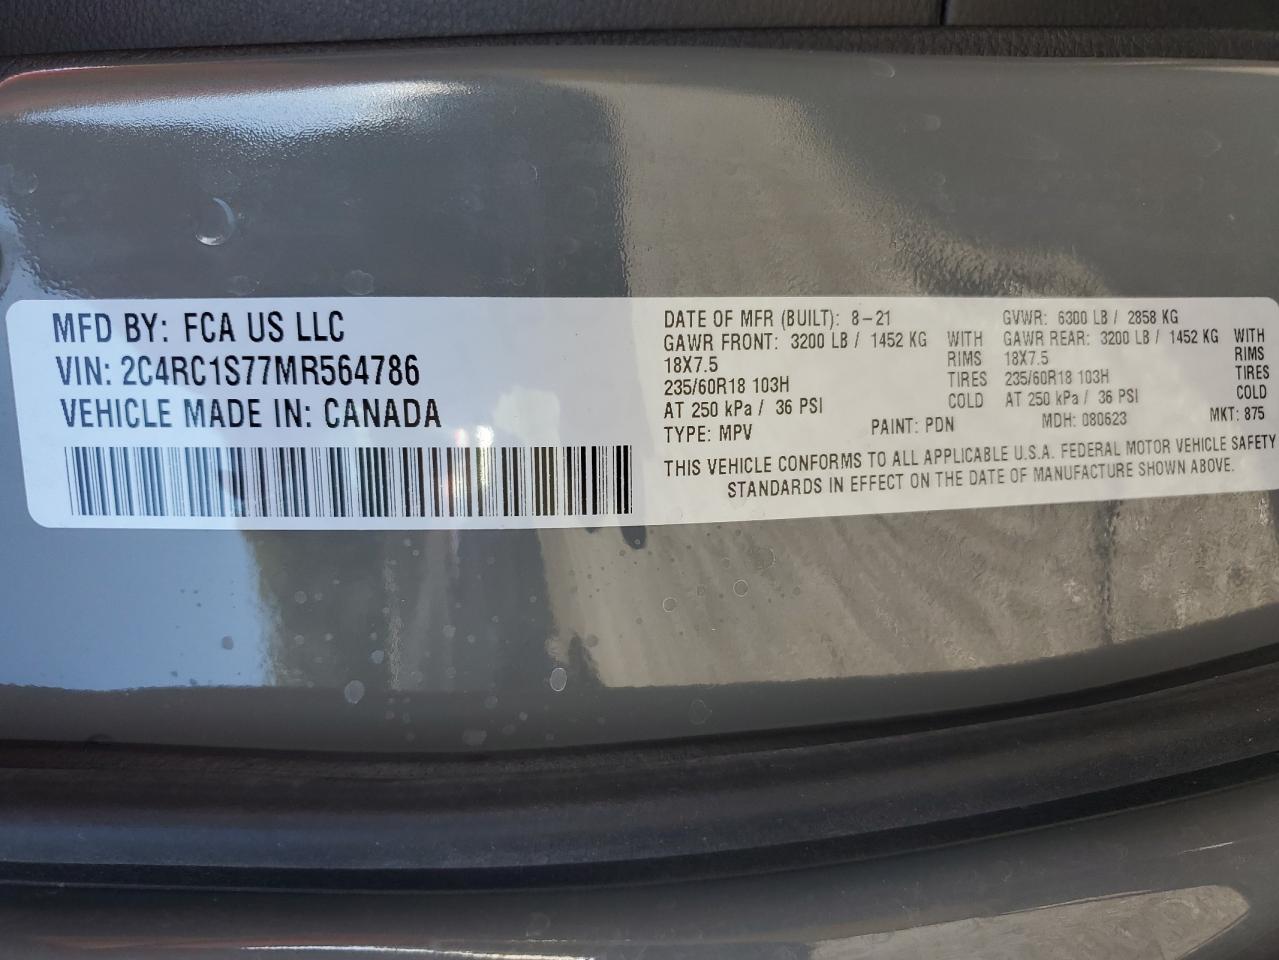 MFD BY: FCA US LLC
VIN: 2C4RC1S77MR564786
VEHICLE MADE IN: CANADA
DATE OF MFR (BUILT): 8-21 GVWR: 6300 LB / 2858 KG
GAWR FRONT: 3200 LB / 1452 KG WITH GAWR REAR: 3200 LB / 1452 KG WITH
18X7.5 RIMS 18X7.5 RIMS
235/60R18 103H TIRES 235/60R18 103H TIRES
AT 250 kPa / 36 PSI COLD AT 250 kPa / 36 PSI COLD
TYPE: MPV PAINT: PDN MDH: 080623 MKT: 875
THIS VEHICLE CONFORMS TO ALL APPLICABLE U.S.A. FEDERAL MOTOR VEHICLE SAFETY
STANDARDS IN EFFECT ON THE DATE OF MANUFACTURE SHOWN ABOVE.